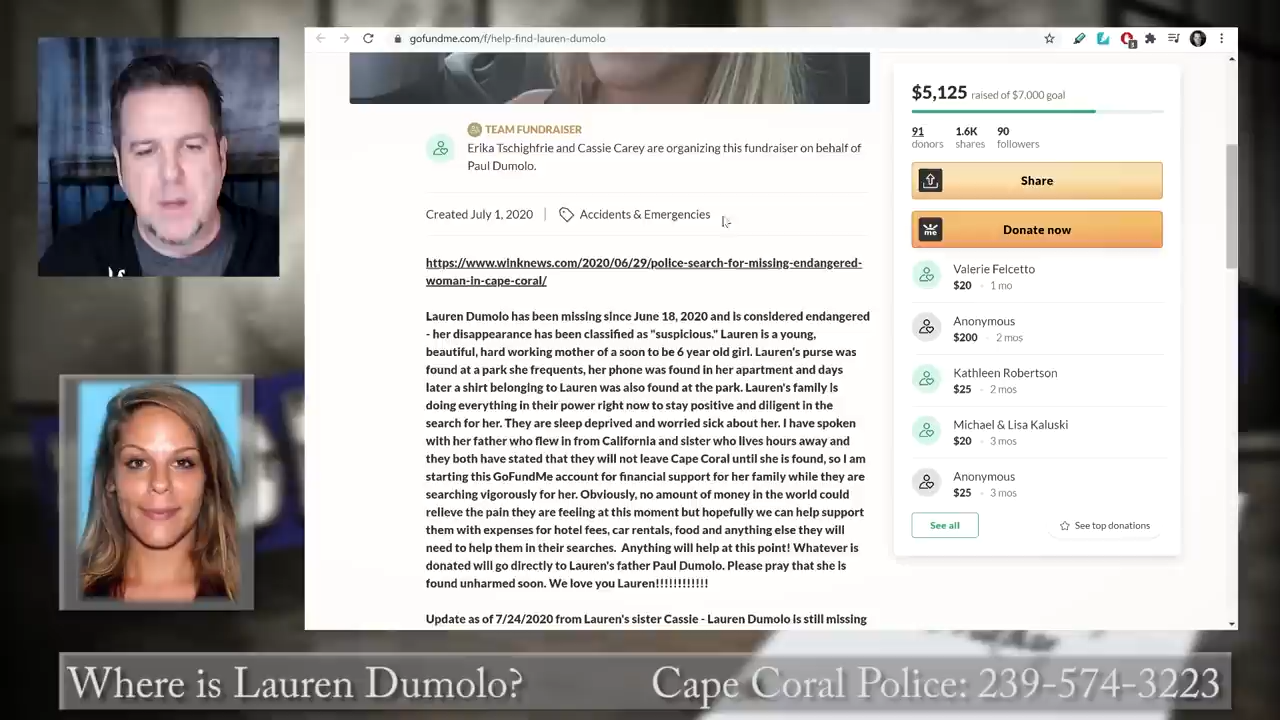 gofundme.com/f/help-find-lauren-dumolo
TEAM FUNDRAISER
Erika Tschighfrie and Cassie Carey are organizing this fundraiser on behalf of
Paul Dumolo.
Created July 1, 2020 | Accidents & Emergencies
https://www.winknews.com/2020/06/29/police-search-for-missing-endangered-
woman-in-cape-coral/
Lauren Dumolo has been missing since June 18, 2020 and is considered endangered
- her disappearance has been classified as "suspicious." Lauren is a young,
beautiful, hard working mother of a soon to be 6 year old girl. Lauren's purse was
found at a park she frequents, her phone was found in her apartment and days
later a shirt belonging to Lauren was also found at the park. Lauren's family is
doing everything in their power right now to stay positive and diligent in the
search for her. They are sleep deprived and worried sick about her. I have spoken
with her father who flew in from California and sister who lives hours away and
they both have stated that they will not leave Cape Coral until she is found, so I am
starting this GoFundMe account for financial support for her family while they are
searching vigorously for her. Obviously, no amount of money in the world could
relieve the pain they are feeling at this moment but hopefully we can help support
them with expenses for hotel fees, car rentals, food and anything else they will
need to help them in their searches. Anything will help at this point! Whatever is
donated will go directly to Lauren's father Paul Dumolo. Please pray that she is
found unharmed soon. We love you Lauren!!!!!!!!!!!!
Update as of 7/24/2020 from Lauren's sister Cassie - Lauren Dumolo is still missing
$5,125 raised of $7,000 goal
91 1.6K 90
donors shares followers
Share
me Donate now
Valerie Felcetto
$20 · 1 mo
Anonymous
$200 · 2 mos
Kathleen Robertson
$25 · 2 mos
Michael & Lisa Kaluski
$20 · 3 mos
Anonymous
$25 · 3 mos
See all See top donations
Where is Lauren Dumolo? Cape Coral Police: 239-574-3223